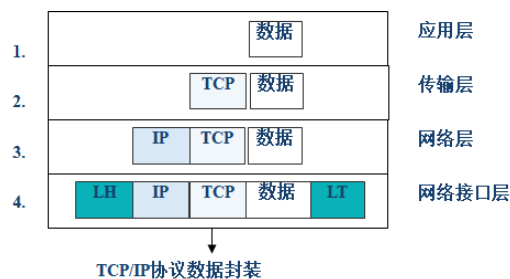 1. 数据 应用层
2. TCP 数据 传输层
3. IP TCP 数据 网络层
4. LH IP TCP 数据 LT 网络接口层
TCP/IP协议数据封装